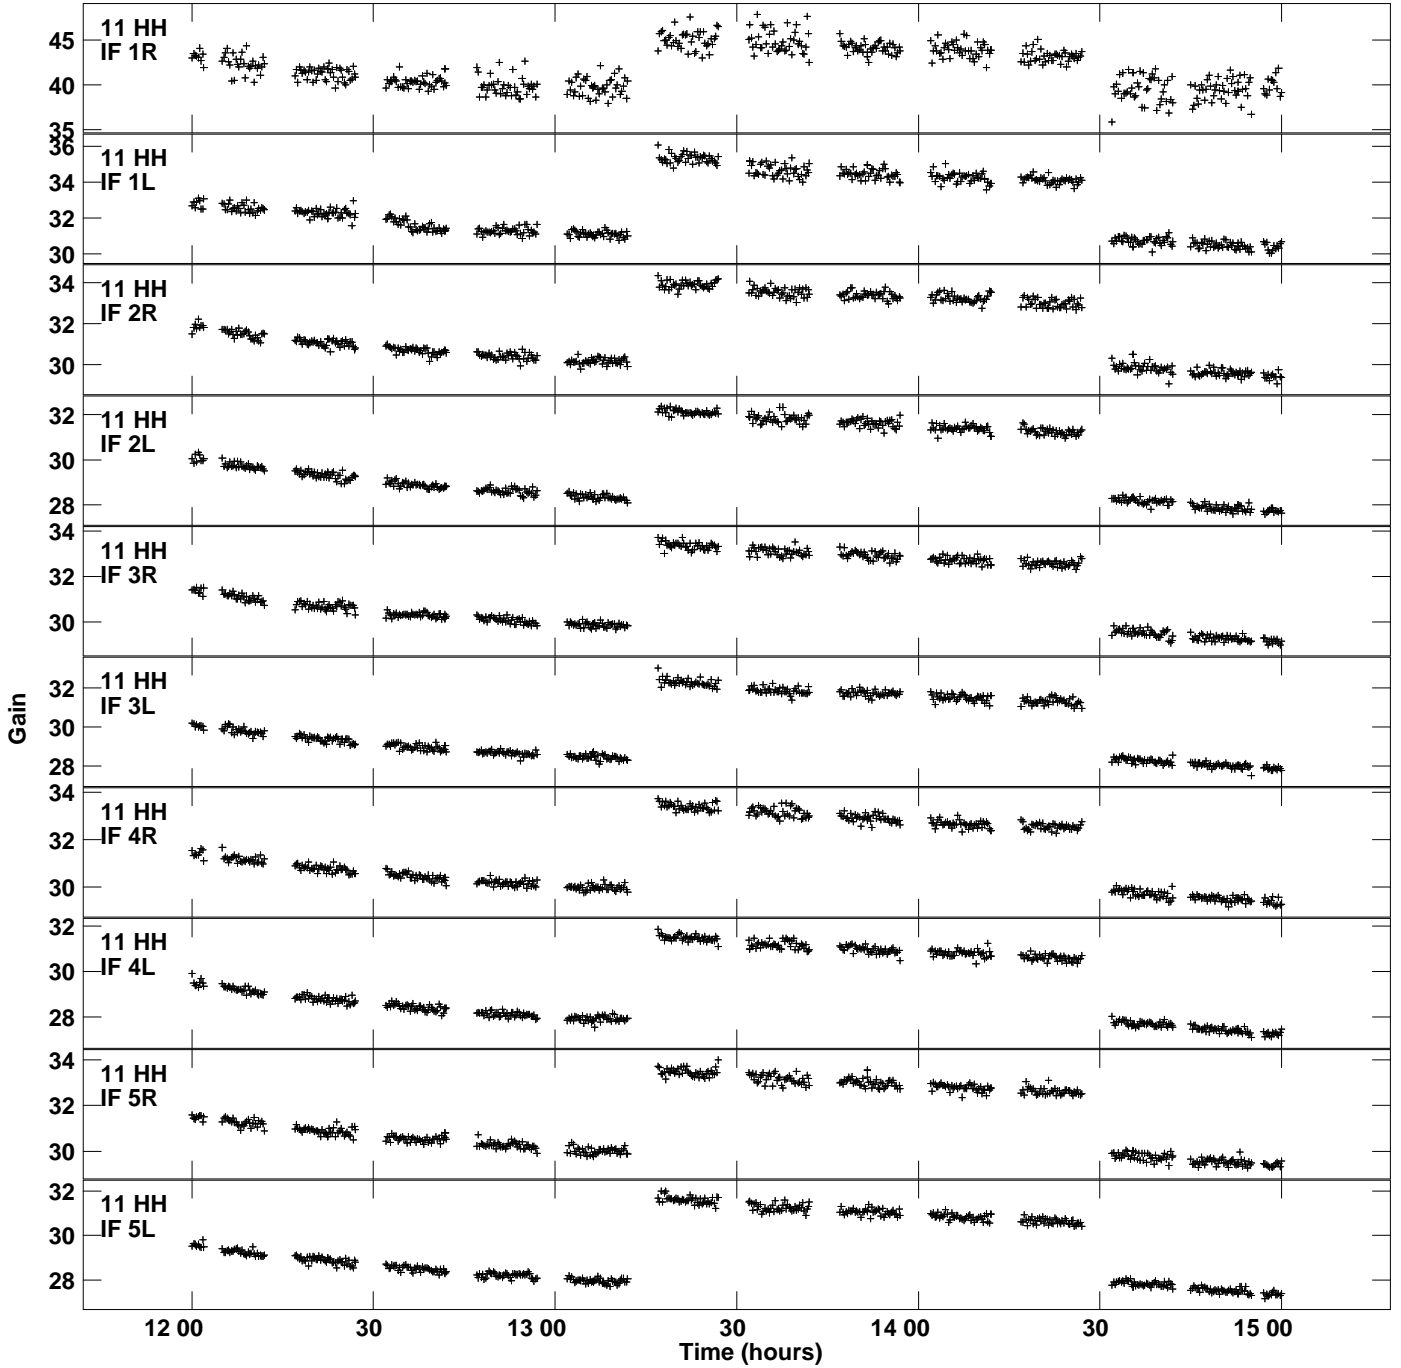 11 HH
IF 1R
45
40
35
11 HH
IF 1L
36
34
32
30
11 HH
IF 2R
34
32
30
11 HH
IF 2L
32
30
28
11 HH
IF 3R
34
32
30
11 HH
IF 3L
32
30
28
11 HH
IF 4R
34
32
30
11 HH
IF 4L
32
30
28
11 HH
IF 5R
34
32
30
11 HH
IF 5L
32
30
28
Gain
12 00 30 13 00 30 14 00 30 15 00
Time (hours)